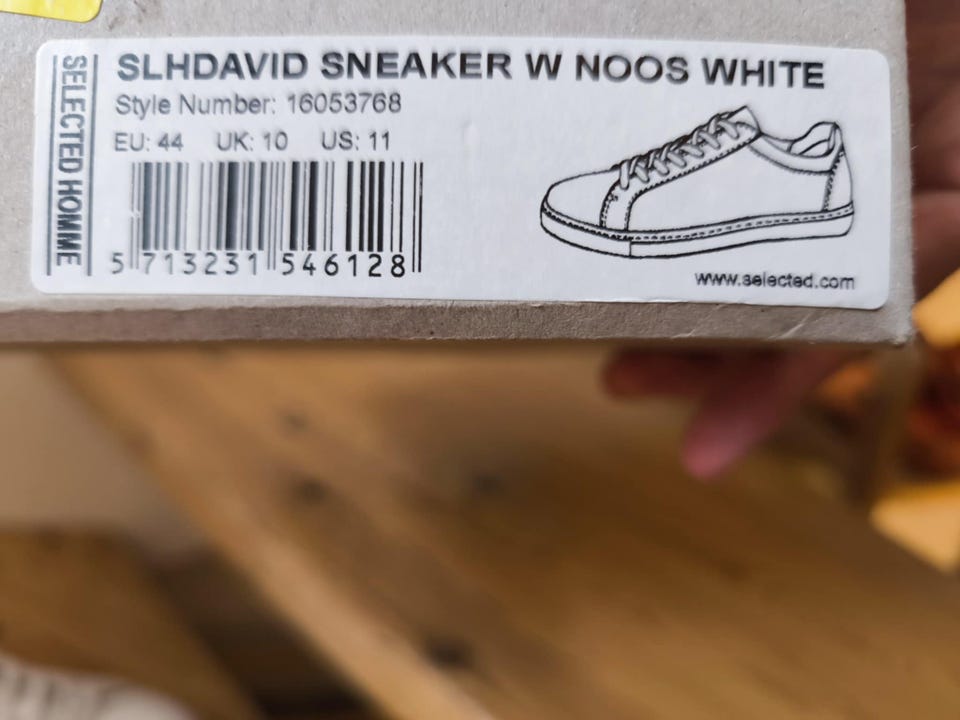 SELECTED HOMME
SLHDAVID SNEAKER W NOOS WHITE
Style Number: 16053768
EU: 44 UK: 10 US: 11
5 713231 546128
www.selected.com